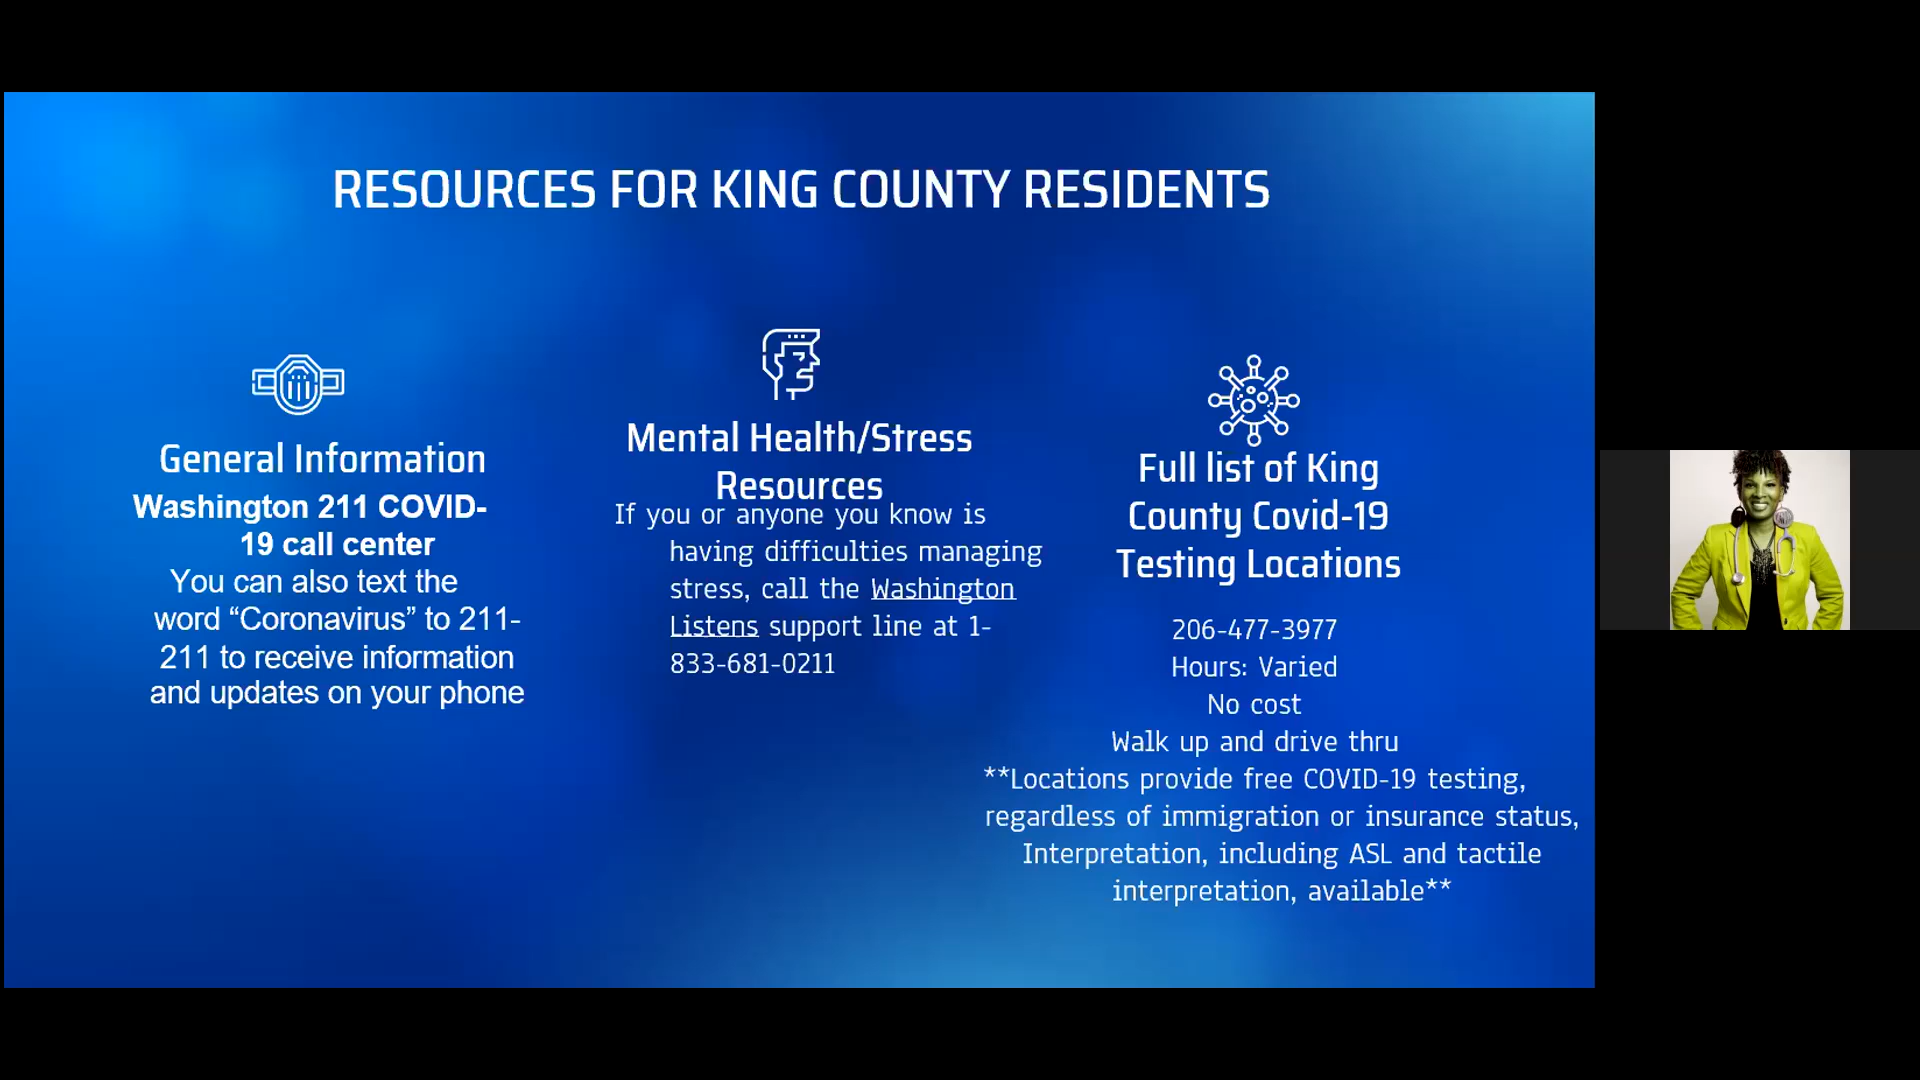 RESOURCES FOR KING COUNTY RESIDENTS
General Information
Washington 211 COVID-
19 call center
You can also text the
word “Coronavirus” to 211-
211 to receive information
and updates on your phone
Mental Health/Stress
Resources
If you or anyone you know is
having difficulties managing
stress, call the Washington
Listens support line at 1-
833-681-0211
Full list of King
County Covid-19
Testing Locations
206-477-3977
Hours: Varied
No cost
Walk up and drive thru
**Locations provide free COVID-19 testing,
regardless of immigration or insurance status,
Interpretation, including ASL and tactile
interpretation, available**